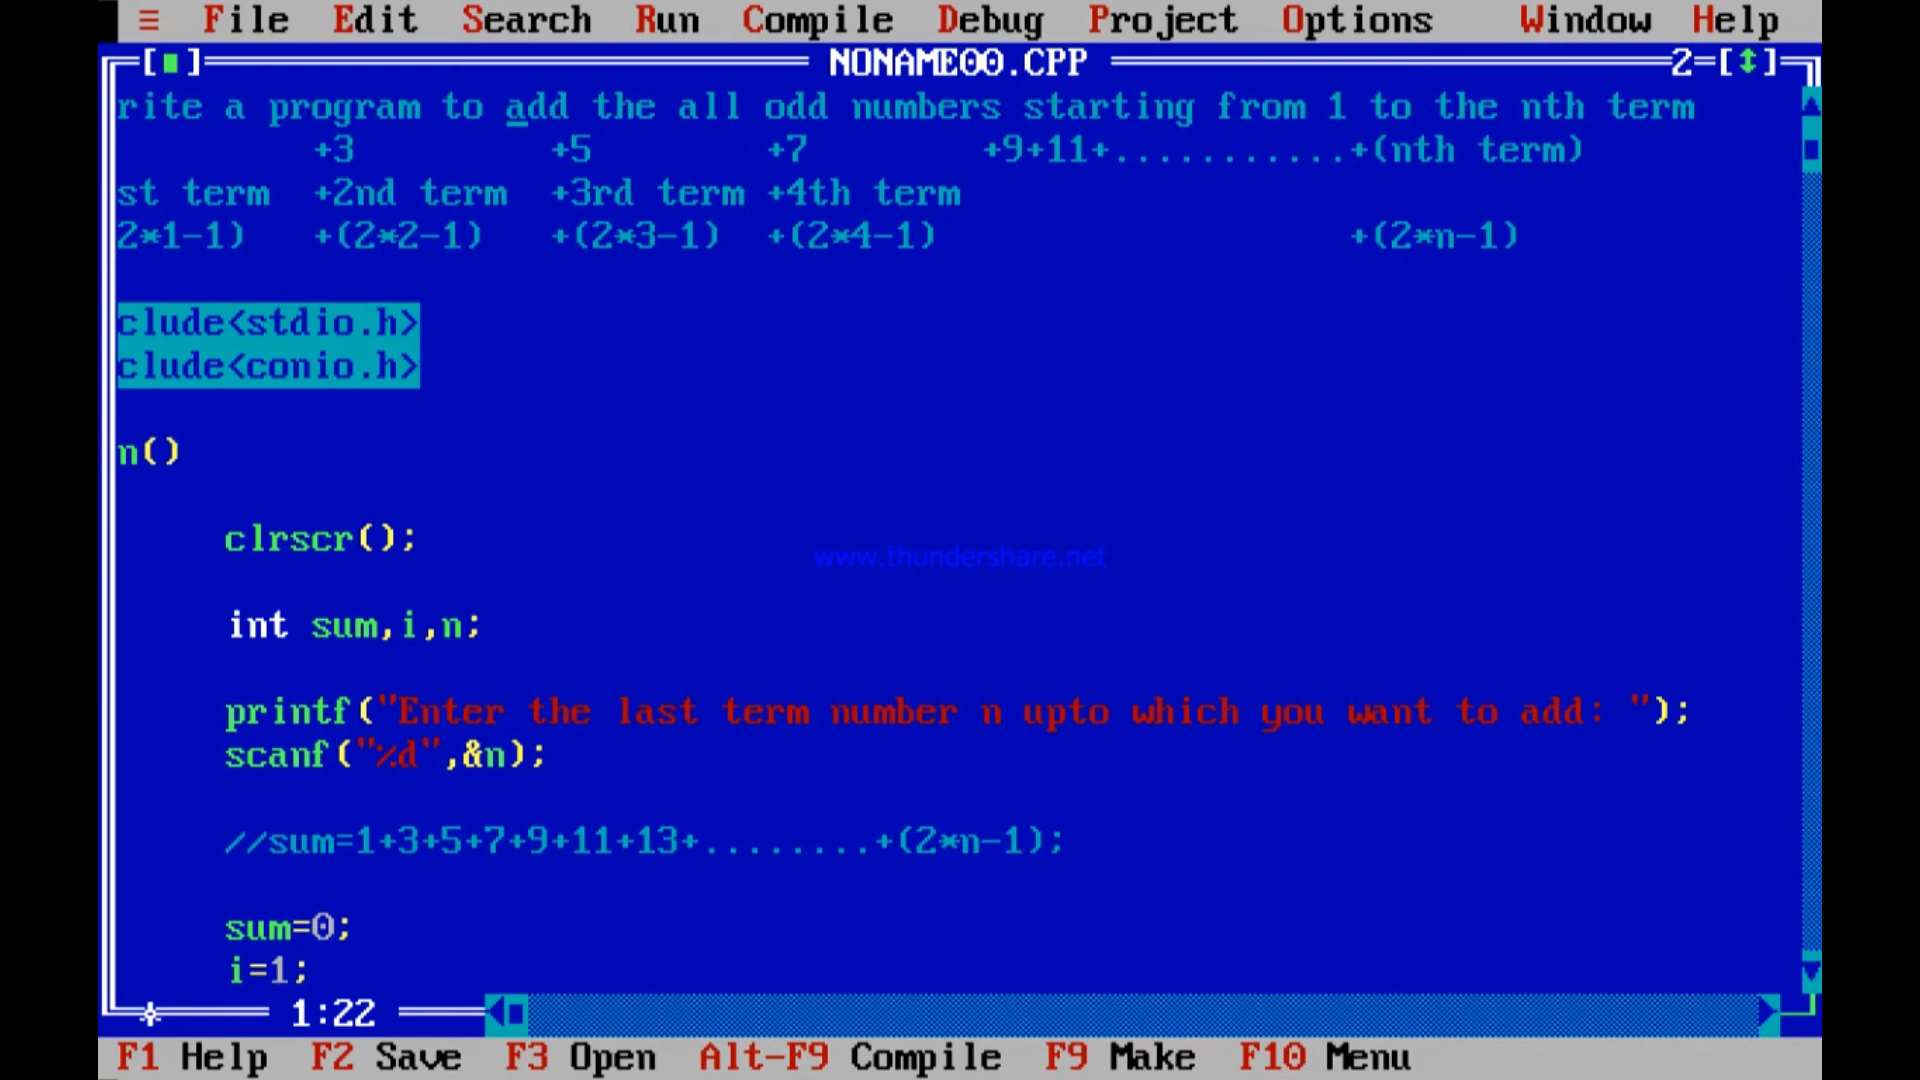 ≡ File Edit Search Run Compile Debug Project Options Window Help
[■] NONAME00.CPP 2=[↕]
rite a program to add the all odd numbers starting from 1 to the nth term
+3 +5 +7 +9+11+...........+(nth term)
st term +2nd term +3rd term +4th term
2*1-1) +(2*2-1) +(2*3-1) +(2*4-1) +(2*n-1)
clude<stdio.h>
clude<conio.h>
n()
clrscr();
www.thundershare.net
int sum,i,n;
printf("Enter the last term number n upto which you want to add: ");
scanf("%d",&n);
//sum=1+3+5+7+9+11+13+........+(2*n-1);
sum=0;
i=1;
1:22
F1 Help F2 Save F3 Open Alt-F9 Compile F9 Make F10 Menu